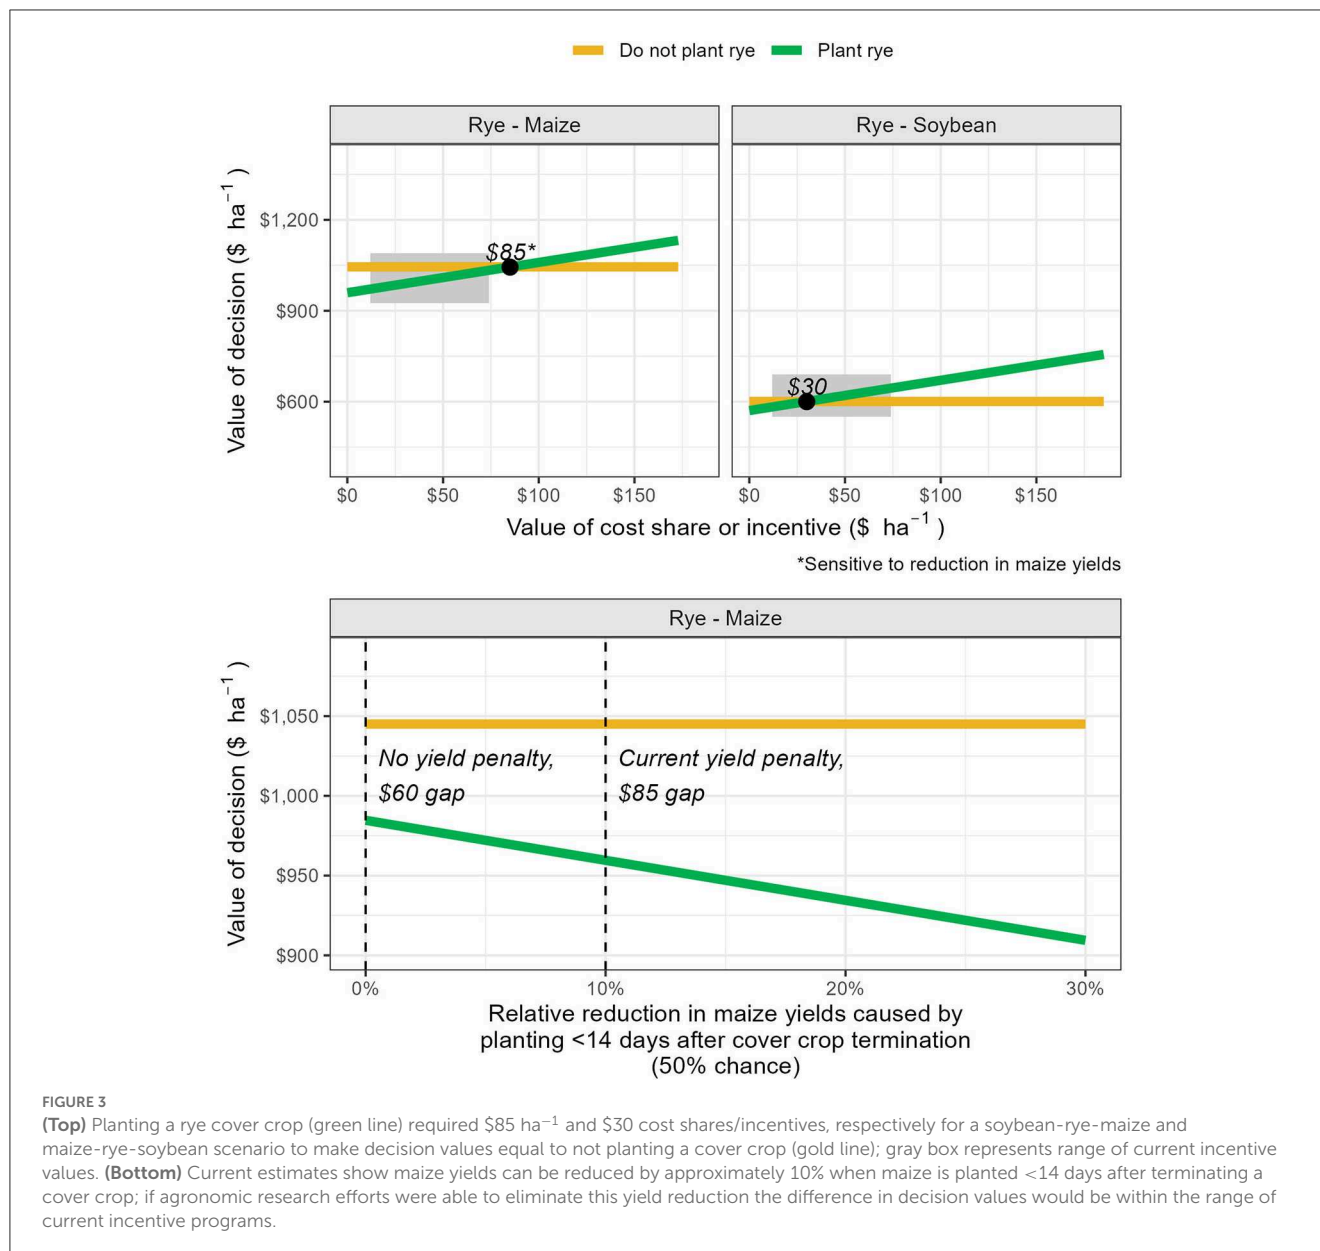 Do not plant rye Plant rye
Rye - Maize Rye - Soybean
Value of decision ($ ha⁻¹)
$1,200
$900
$600
$85*
$30
$0 $50 $100 $150 $0 $50 $100 $150
Value of cost share or incentive ($ ha⁻¹ )
*Sensitive to reduction in maize yields
Rye - Maize
Value of decision ($ ha⁻¹ )
$1,050
$1,000
$950
$900
No yield penalty,
$60 gap
Current yield penalty,
$85 gap
0% 10% 20% 30%
Relative reduction in maize yields caused by
planting <14 days after cover crop termination
(50% chance)
FIGURE 3
(Top) Planting a rye cover crop (green line) required $85 ha⁻¹ and $30 cost shares/incentives, respectively for a soybean-rye-maize and
maize-rye-soybean scenario to make decision values equal to not planting a cover crop (gold line); gray box represents range of current incentive
values. (Bottom) Current estimates show maize yields can be reduced by approximately 10% when maize is planted <14 days after terminating a
cover crop; if agronomic research efforts were able to eliminate this yield reduction the difference in decision values would be within the range of
current incentive programs.